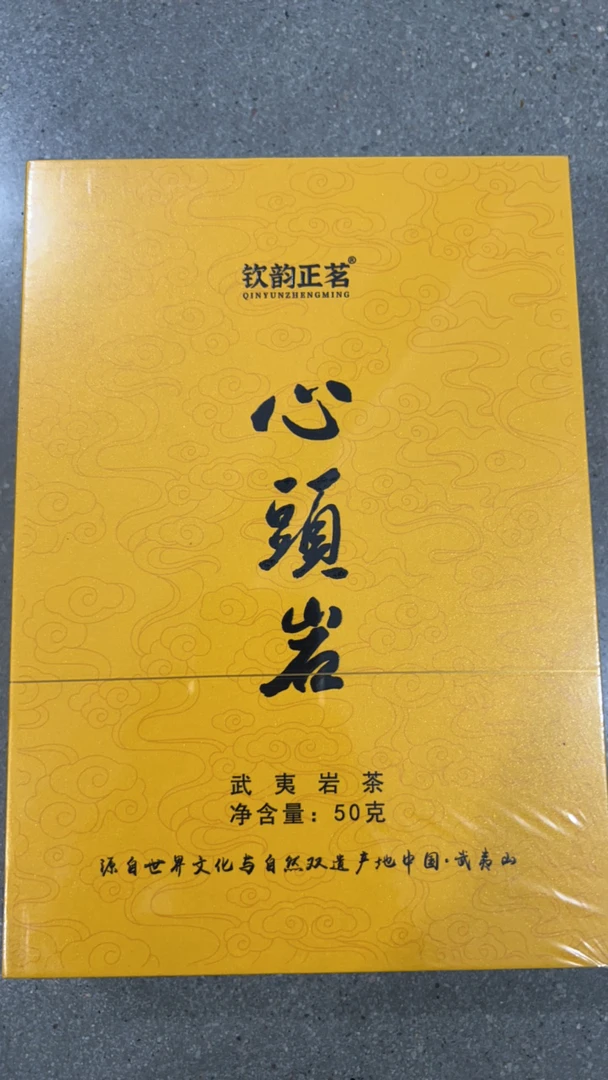 钦韵正茗®
QINYUNZHENGMING
心頭岩
武夷岩茶
净含量：50克
源自世界文化与自然双遗产地中国·武夷山